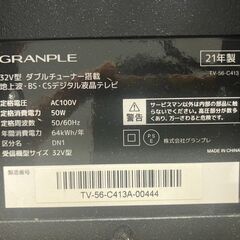 GRANPLE
21年製
32V型 ダブルチューナー搭載
地上波・BS・CSデジタル液晶テレビ
TV-56-C413
定格電圧 AC100V
定格消費電力 50W
定格周波数 50/60Hz
年間消費電力量 64kWh/年
区分名 DN1
受信機型サイズ 32V型
PSE
株式会社グランプレ
MADE IN CHINA
製造番号
TV-56-C413A-00444